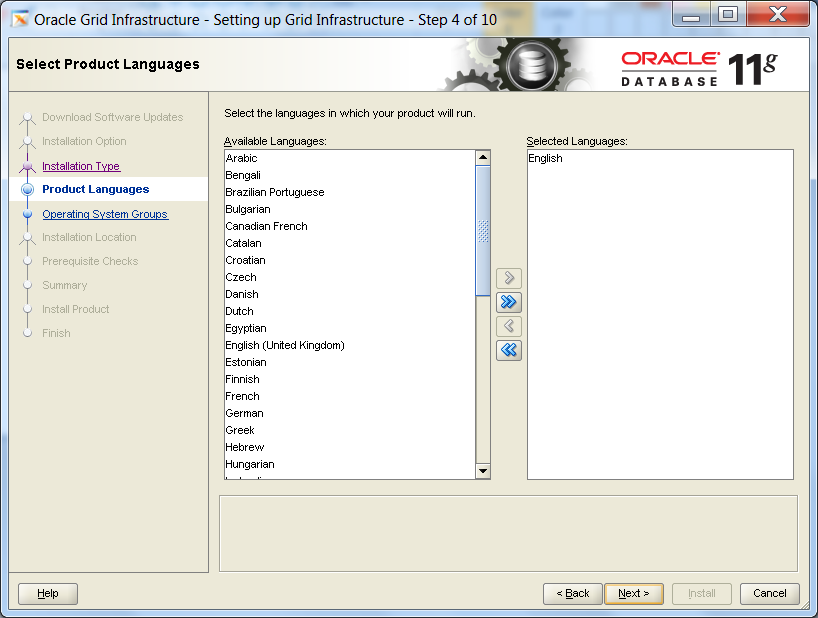 Oracle Grid Infrastructure - Setting up Grid Infrastructure - Step 4 of 10
Select Product Languages
ORACLE
DATABASE
11g
Download Software Updates
Installation Option
Installation Type
Product Languages
Operating System Groups
Installation Location
Prerequisite Checks
Summary
Install Product
Finish
Select the languages in which your product will run.
Available Languages:
Arabic
Bengali
Brazilian Portuguese
Bulgarian
Canadian French
Catalan
Croatian
Czech
Danish
Dutch
Egyptian
English (United Kingdom)
Estonian
Finnish
French
German
Greek
Hebrew
Hungarian
Selected Languages:
English
Help
< Back
Next >
Install
Cancel